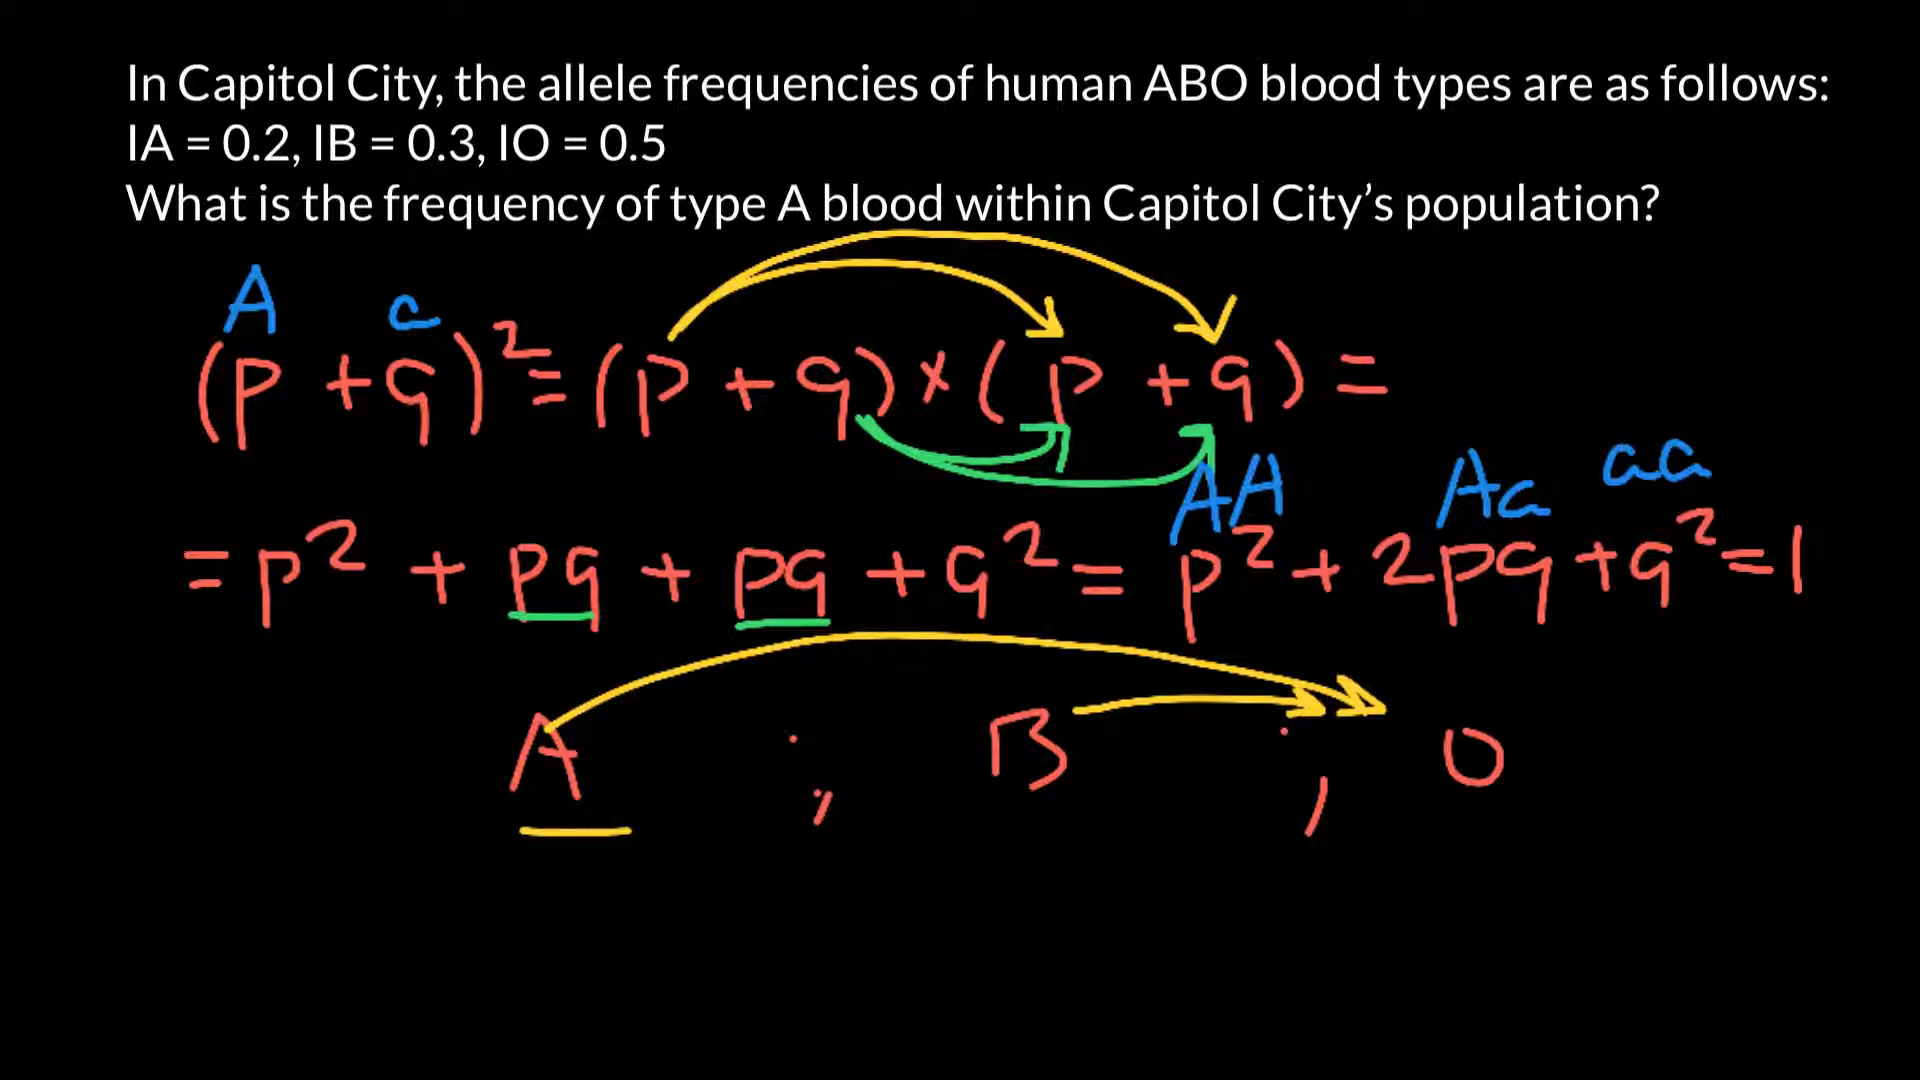 In Capitol City, the allele frequencies of human ABO blood types are as follows:
IA = 0.2, IB = 0.3, IO = 0.5
What is the frequency of type A blood within Capitol City’s population?
A a
(p + q)² = (p + q) × (p + q) =
AA Aa aa
= p² + pq + pq + q² = p² + 2pq + q² = 1
A ; B ; O